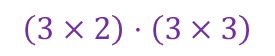 (3 × 2) · (3 × 3)